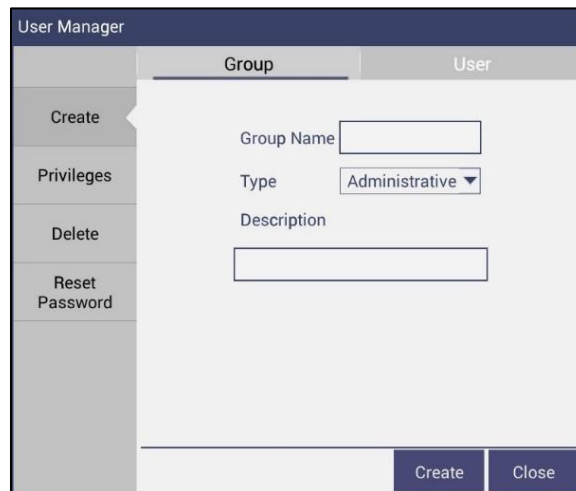 User Manager
Group
User
Create
Privileges
Delete
Reset
Password
Group Name
Type
Administrative
Description
Create
Close